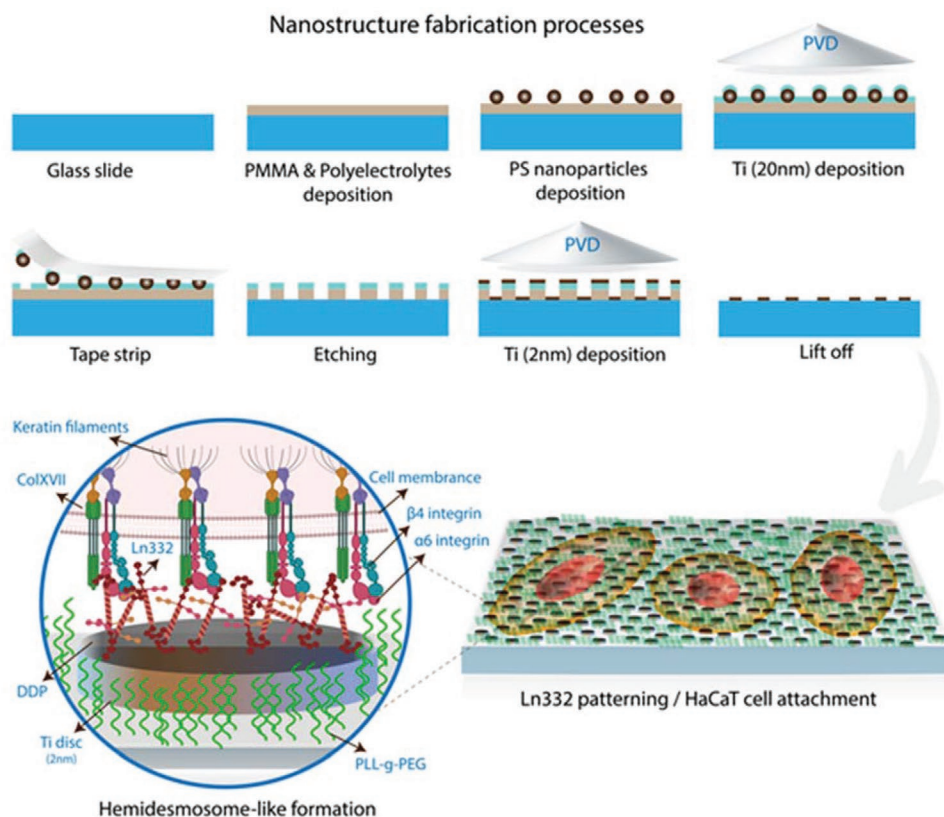 Nanostructure fabrication processes
PVD
Glass slide
PMMA & Polyelectrolytes
deposition
PS nanoparticles
deposition
Ti (20nm) deposition
PVD
Tape strip
Etching
Ti (2nm) deposition
Lift off
Keratin filaments
ColXVII
Cell membrance
β4 integrin
Ln332
α6 integrin
DDP
Ti disc
(2nm)
PLL-g-PEG
Ln332 patterning / HaCaT cell attachment
Hemidesmosome-like formation